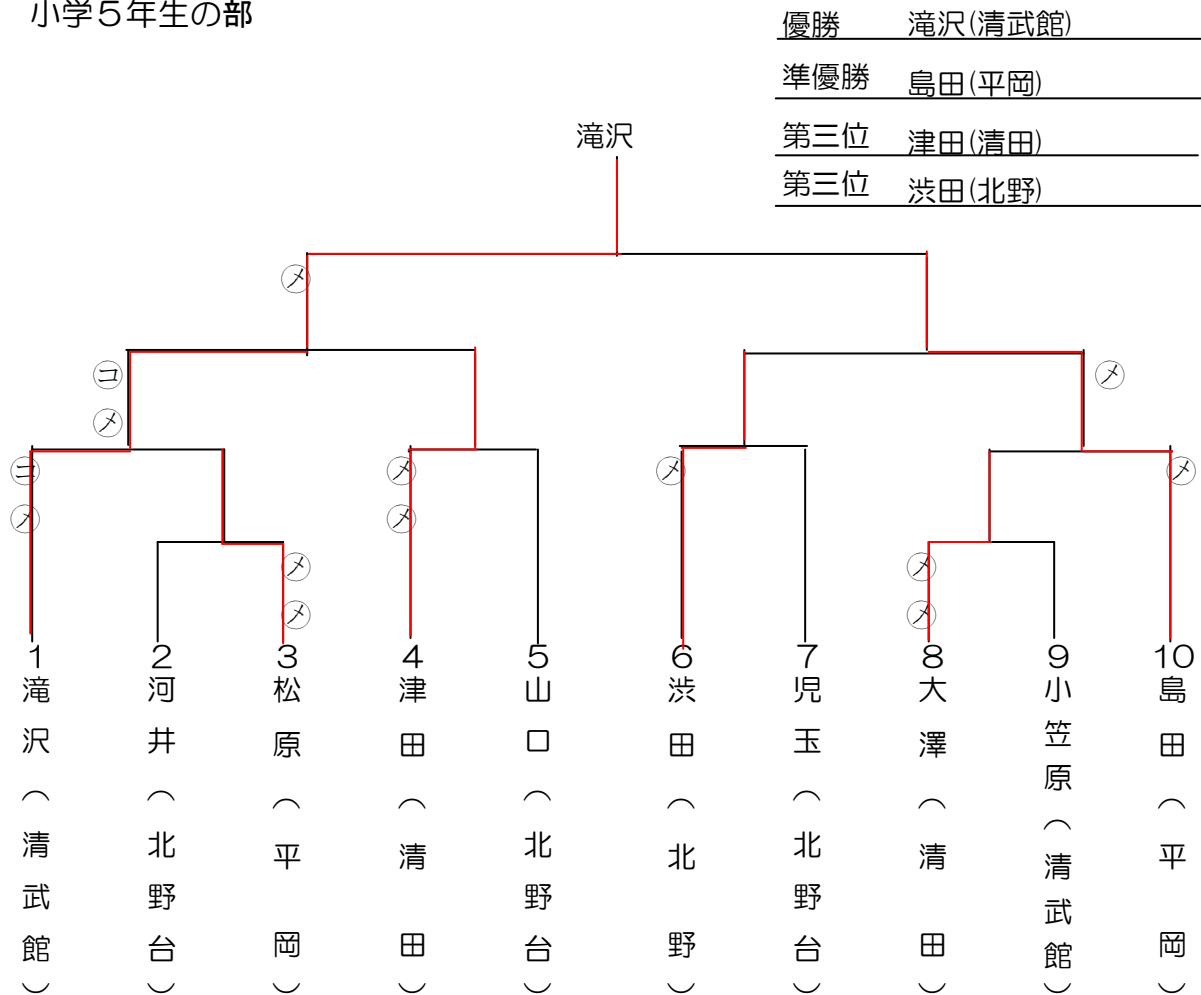 小学５年生の部
優勝 滝沢(清武館)
準優勝 島田(平岡)
第三位 津田(清田)
第三位 渋田(北野)
滝沢
㋱
㋙
㋱
㋱
㋙
㋱
㋱
㋱
㋱
㋱
㋱
㋱
㋱
㋱
㋱
1 滝沢（清武館）
2 河井（北野台）
3 松原（平岡）
4 津田（清田）
5 山口（北野台）
6 渋田（北野）
7 児玉（北野台）
8 大澤（清田）
9 小笠原（清武館）
10 島田（平岡）